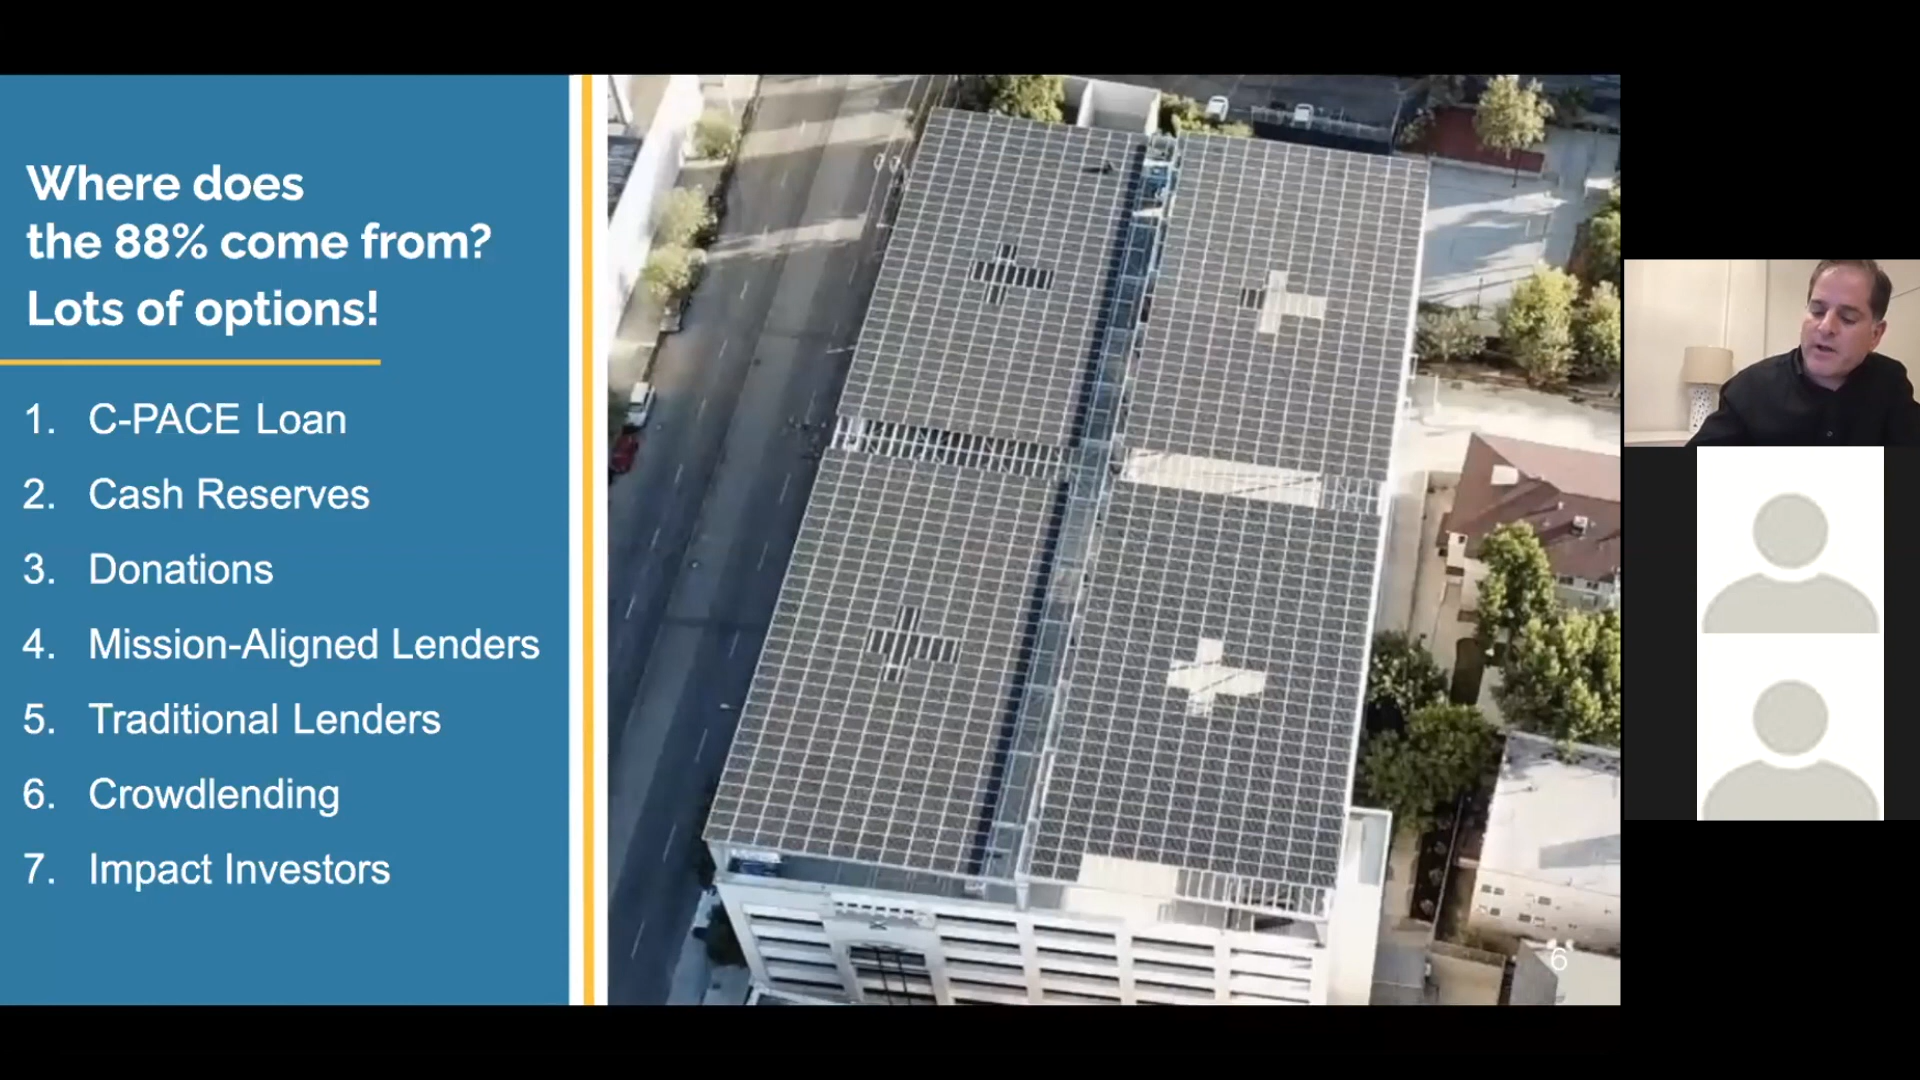 Where does
the 88% come from?
Lots of options!
1. C-PACE Loan
2. Cash Reserves
3. Donations
4. Mission-Aligned Lenders
5. Traditional Lenders
6. Crowdlending
7. Impact Investors
6